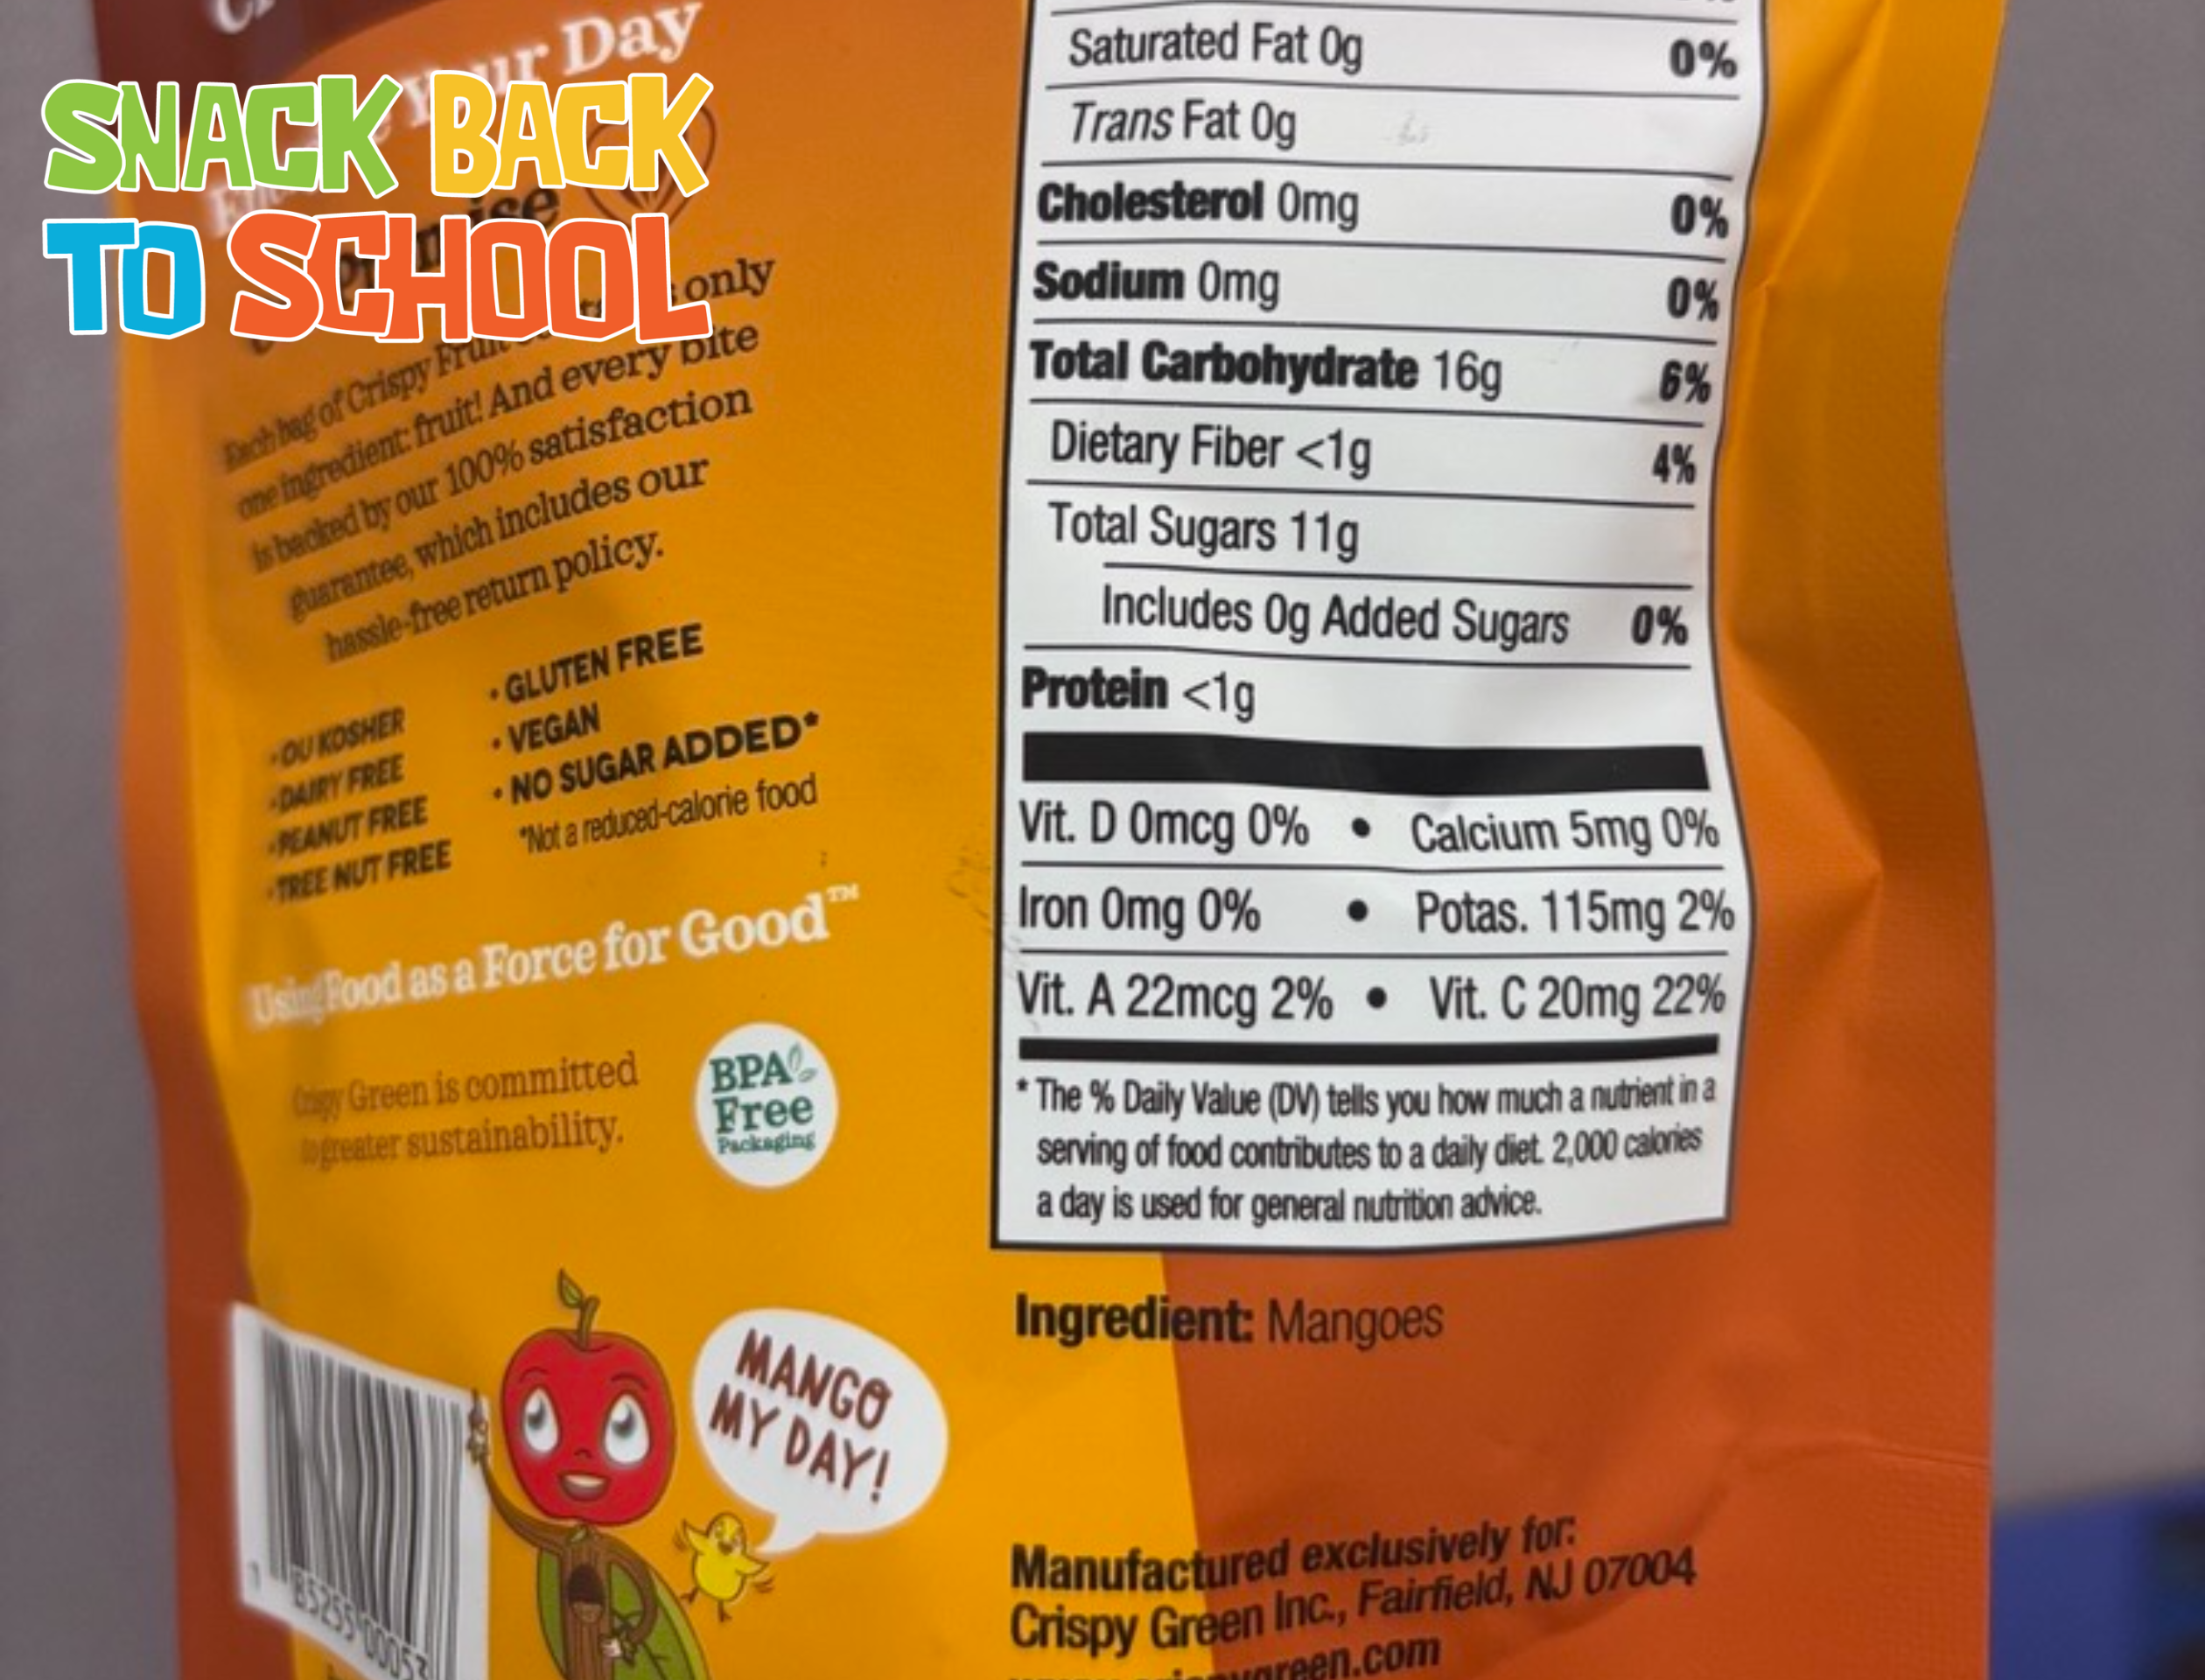 Your Day
SNACK BACK
TO SCHOOL
only
Each bag of Crispy Fruit
one ingredient: fruit! And every bite
is backed by our 100% satisfaction
guarantee, which includes our
hassle-free return policy.
• OU KOSHER
• DAIRY FREE
• PEANUT FREE
• TREE NUT FREE
• GLUTEN FREE
• VEGAN
• NO SUGAR ADDED*
*Not a reduced-calorie food
Using Food as a Force for Good™
Crispy Green is committed
to greater sustainability.
BPA
Free
Packaging
MANGO
MY DAY!
Saturated Fat 0g 0%
Trans Fat 0g
Cholesterol 0mg 0%
Sodium 0mg 0%
Total Carbohydrate 16g 6%
Dietary Fiber <1g 4%
Total Sugars 11g
Includes 0g Added Sugars 0%
Protein <1g
Vit. D 0mcg 0% • Calcium 5mg 0%
Iron 0mg 0% • Potas. 115mg 2%
Vit. A 22mcg 2% • Vit. C 20mg 22%
* The % Daily Value (DV) tells you how much a nutrient in a
serving of food contributes to a daily diet. 2,000 calories
a day is used for general nutrition advice.
Ingredient: Mangoes
Manufactured exclusively for:
Crispy Green Inc., Fairfield, NJ 07004